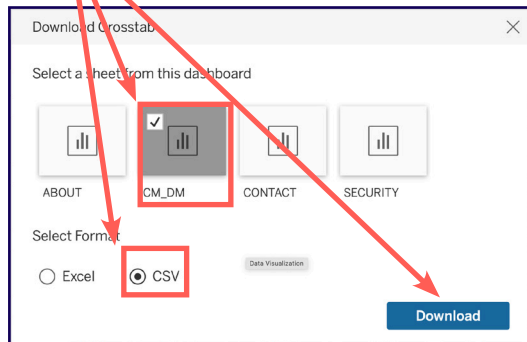 Download Crosstab
Select a sheet from this dashboard
ABOUT CM_DM CONTACT SECURITY
Select Format
Excel CSV
Data Visualization
Download